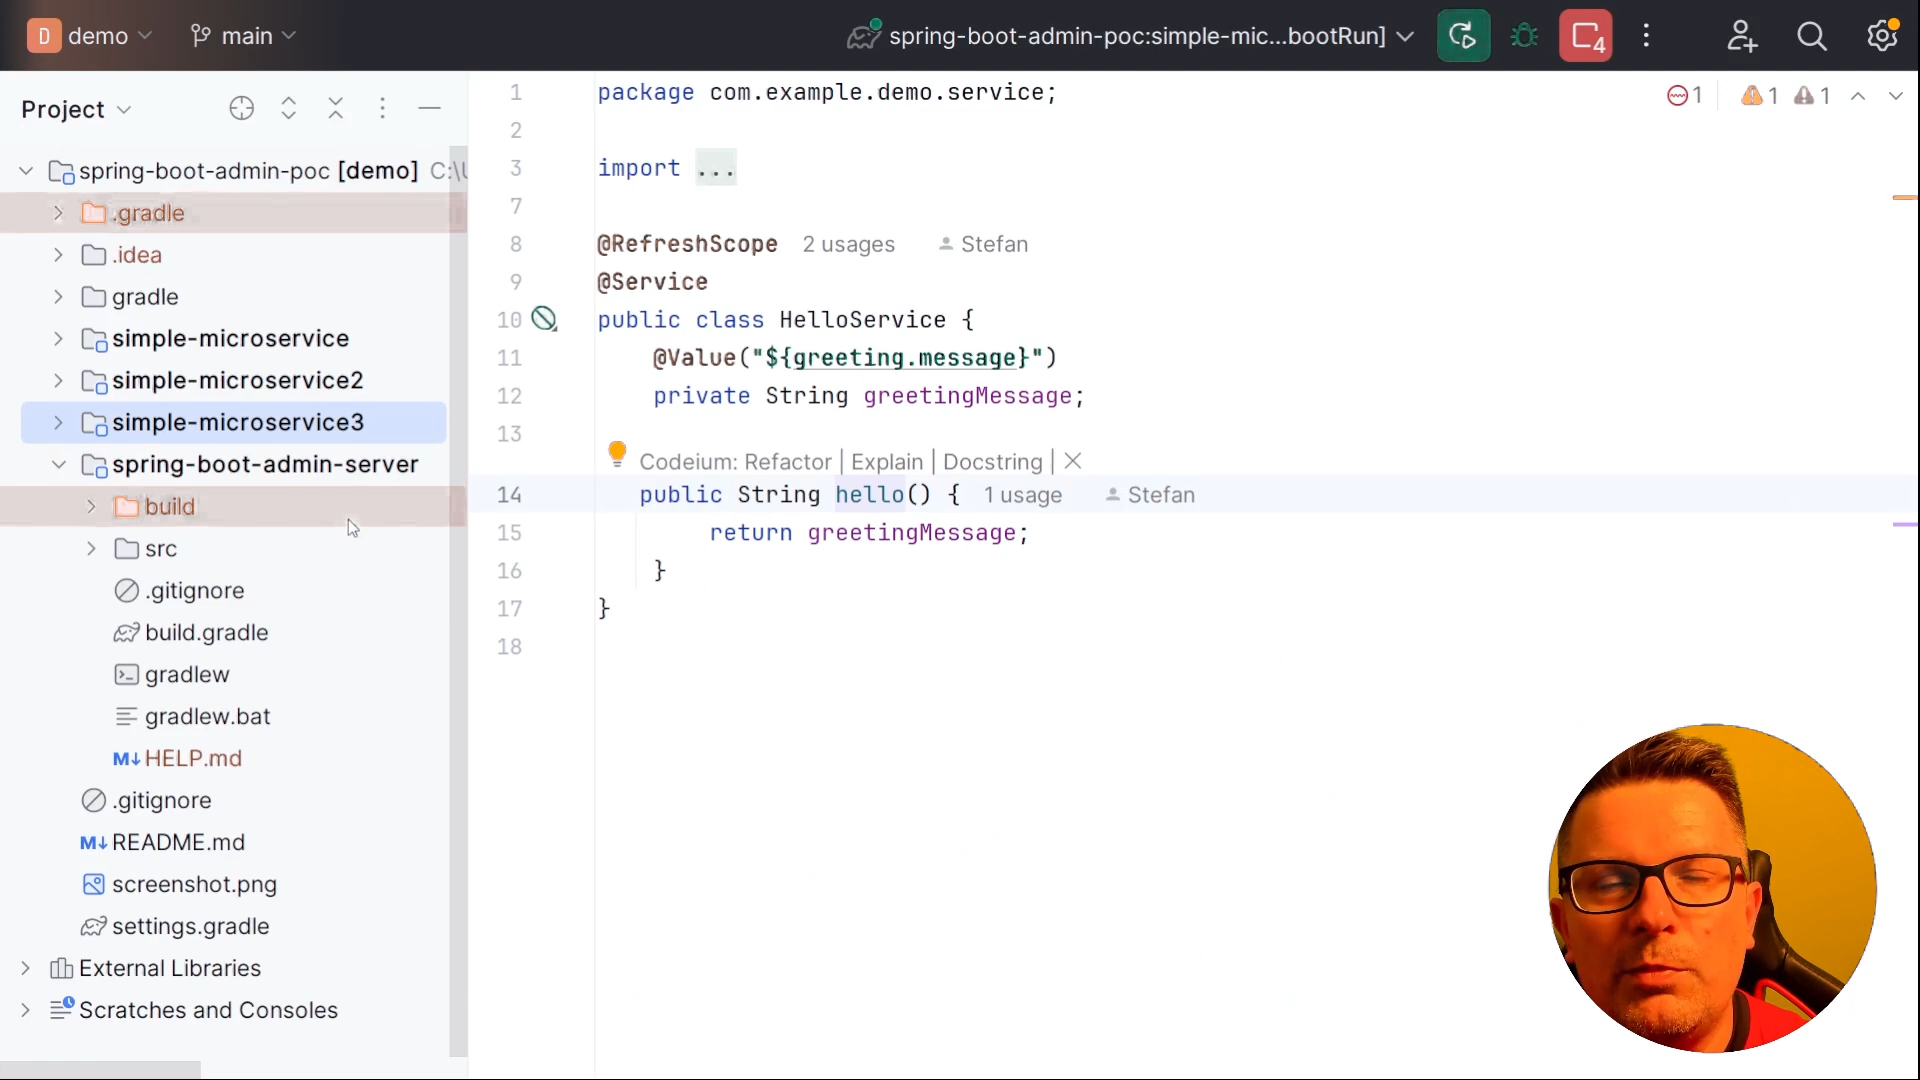 D demo main spring-boot-admin-poc:simple-mic...bootRun] 4
Project
spring-boot-admin-poc [demo] C:\
.gradle
.idea
gradle
simple-microservice
simple-microservice2
simple-microservice3
spring-boot-admin-server
build
src
.gitignore
build.gradle
gradlew
gradlew.bat
M↓ HELP.md
.gitignore
M↓ README.md
screenshot.png
settings.gradle
External Libraries
Scratches and Consoles
1 1 1
1 package com.example.demo.service;
2
3 import ...
7
8 @RefreshScope 2 usages Stefan
9 @Service
10 public class HelloService {
11 @Value("${greeting.message}")
12 private String greetingMessage;
13
Codeium: Refactor | Explain | Docstring | ×
14 public String hello() { 1 usage Stefan
15 return greetingMessage;
16 }
17 }
18